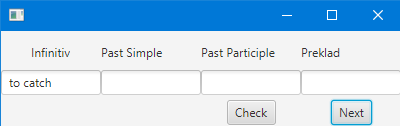 Infinitiv Past Simple Past Participle Preklad
to catch
Check Next